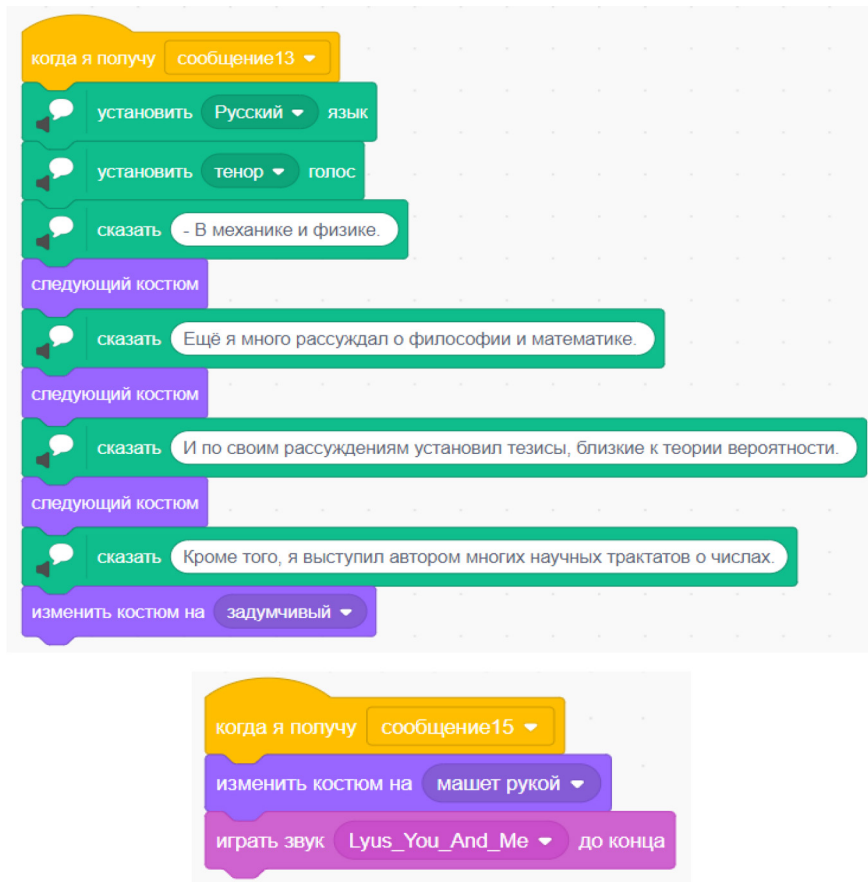 когда я получу сообщение13
установить Русский язык
установить тенор голос
сказать - В механике и физике.
следующий костюм
сказать Ещё я много рассуждал о философии и математике.
следующий костюм
сказать И по своим рассуждениям установил тезисы, близкие к теории вероятности.
следующий костюм
сказать Кроме того, я выступил автором многих научных трактатов о числах.
изменить костюм на задумчивый
когда я получу сообщение15
изменить костюм на машет рукой
играть звук Lyus_You_And_Me до конца